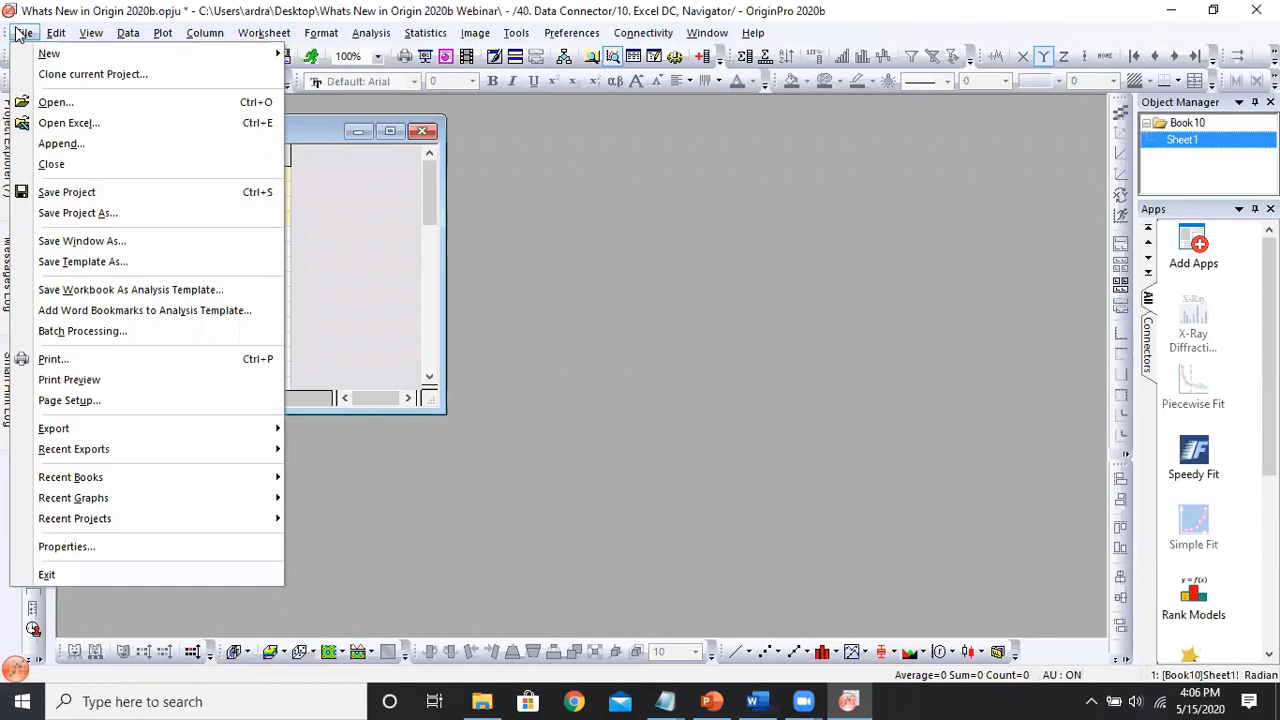 Whats New in Origin 2020b.opju * - C:\Users\ardra\Desktop\Whats New in Origin 2020b Webinar\ - /40. Data Connector/10. Excel DC, Navigator/ - OriginPro 2020b
File Edit View Data Plot Column Worksheet Format Analysis Statistics Image Tools Preferences Connectivity Window Help
New
Clone current Project...
Open... Ctrl+O
Open Excel... Ctrl+E
Append...
Close
Save Project Ctrl+S
Save Project As...
Save Window As...
Save Template As...
Save Workbook As Analysis Template...
Add Word Bookmarks to Analysis Template...
Batch Processing...
Print... Ctrl+P
Print Preview
Page Setup...
Export
Recent Exports
Recent Books
Recent Graphs
Recent Projects
Properties...
Exit
100%
Default: Arial 0
B I U
αβ
0
0
X Y Z
Object Manager
Book10
Sheet1
Apps
Add Apps
All
Connectors
X-Ray
X-Ray
Diffracti...
Piecewise Fit
Speedy Fit
Simple Fit
y = f(x)
Rank Models
10
Average=0 Sum=0 Count=0 AU : ON 1: [Book10]Sheet1! Radian
Type here to search
4:06 PM
5/15/2020